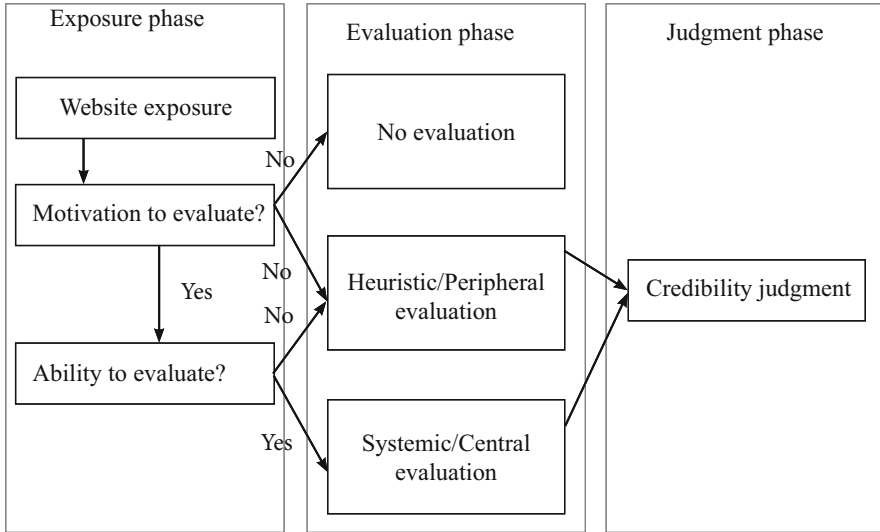 Exposure phase
Website exposure
Motivation to evaluate?
Yes
Ability to evaluate?
No
No
No
Yes
Evaluation phase
No evaluation
Heuristic/Peripheral
evaluation
Systemic/Central
evaluation
Judgment phase
Credibility judgment